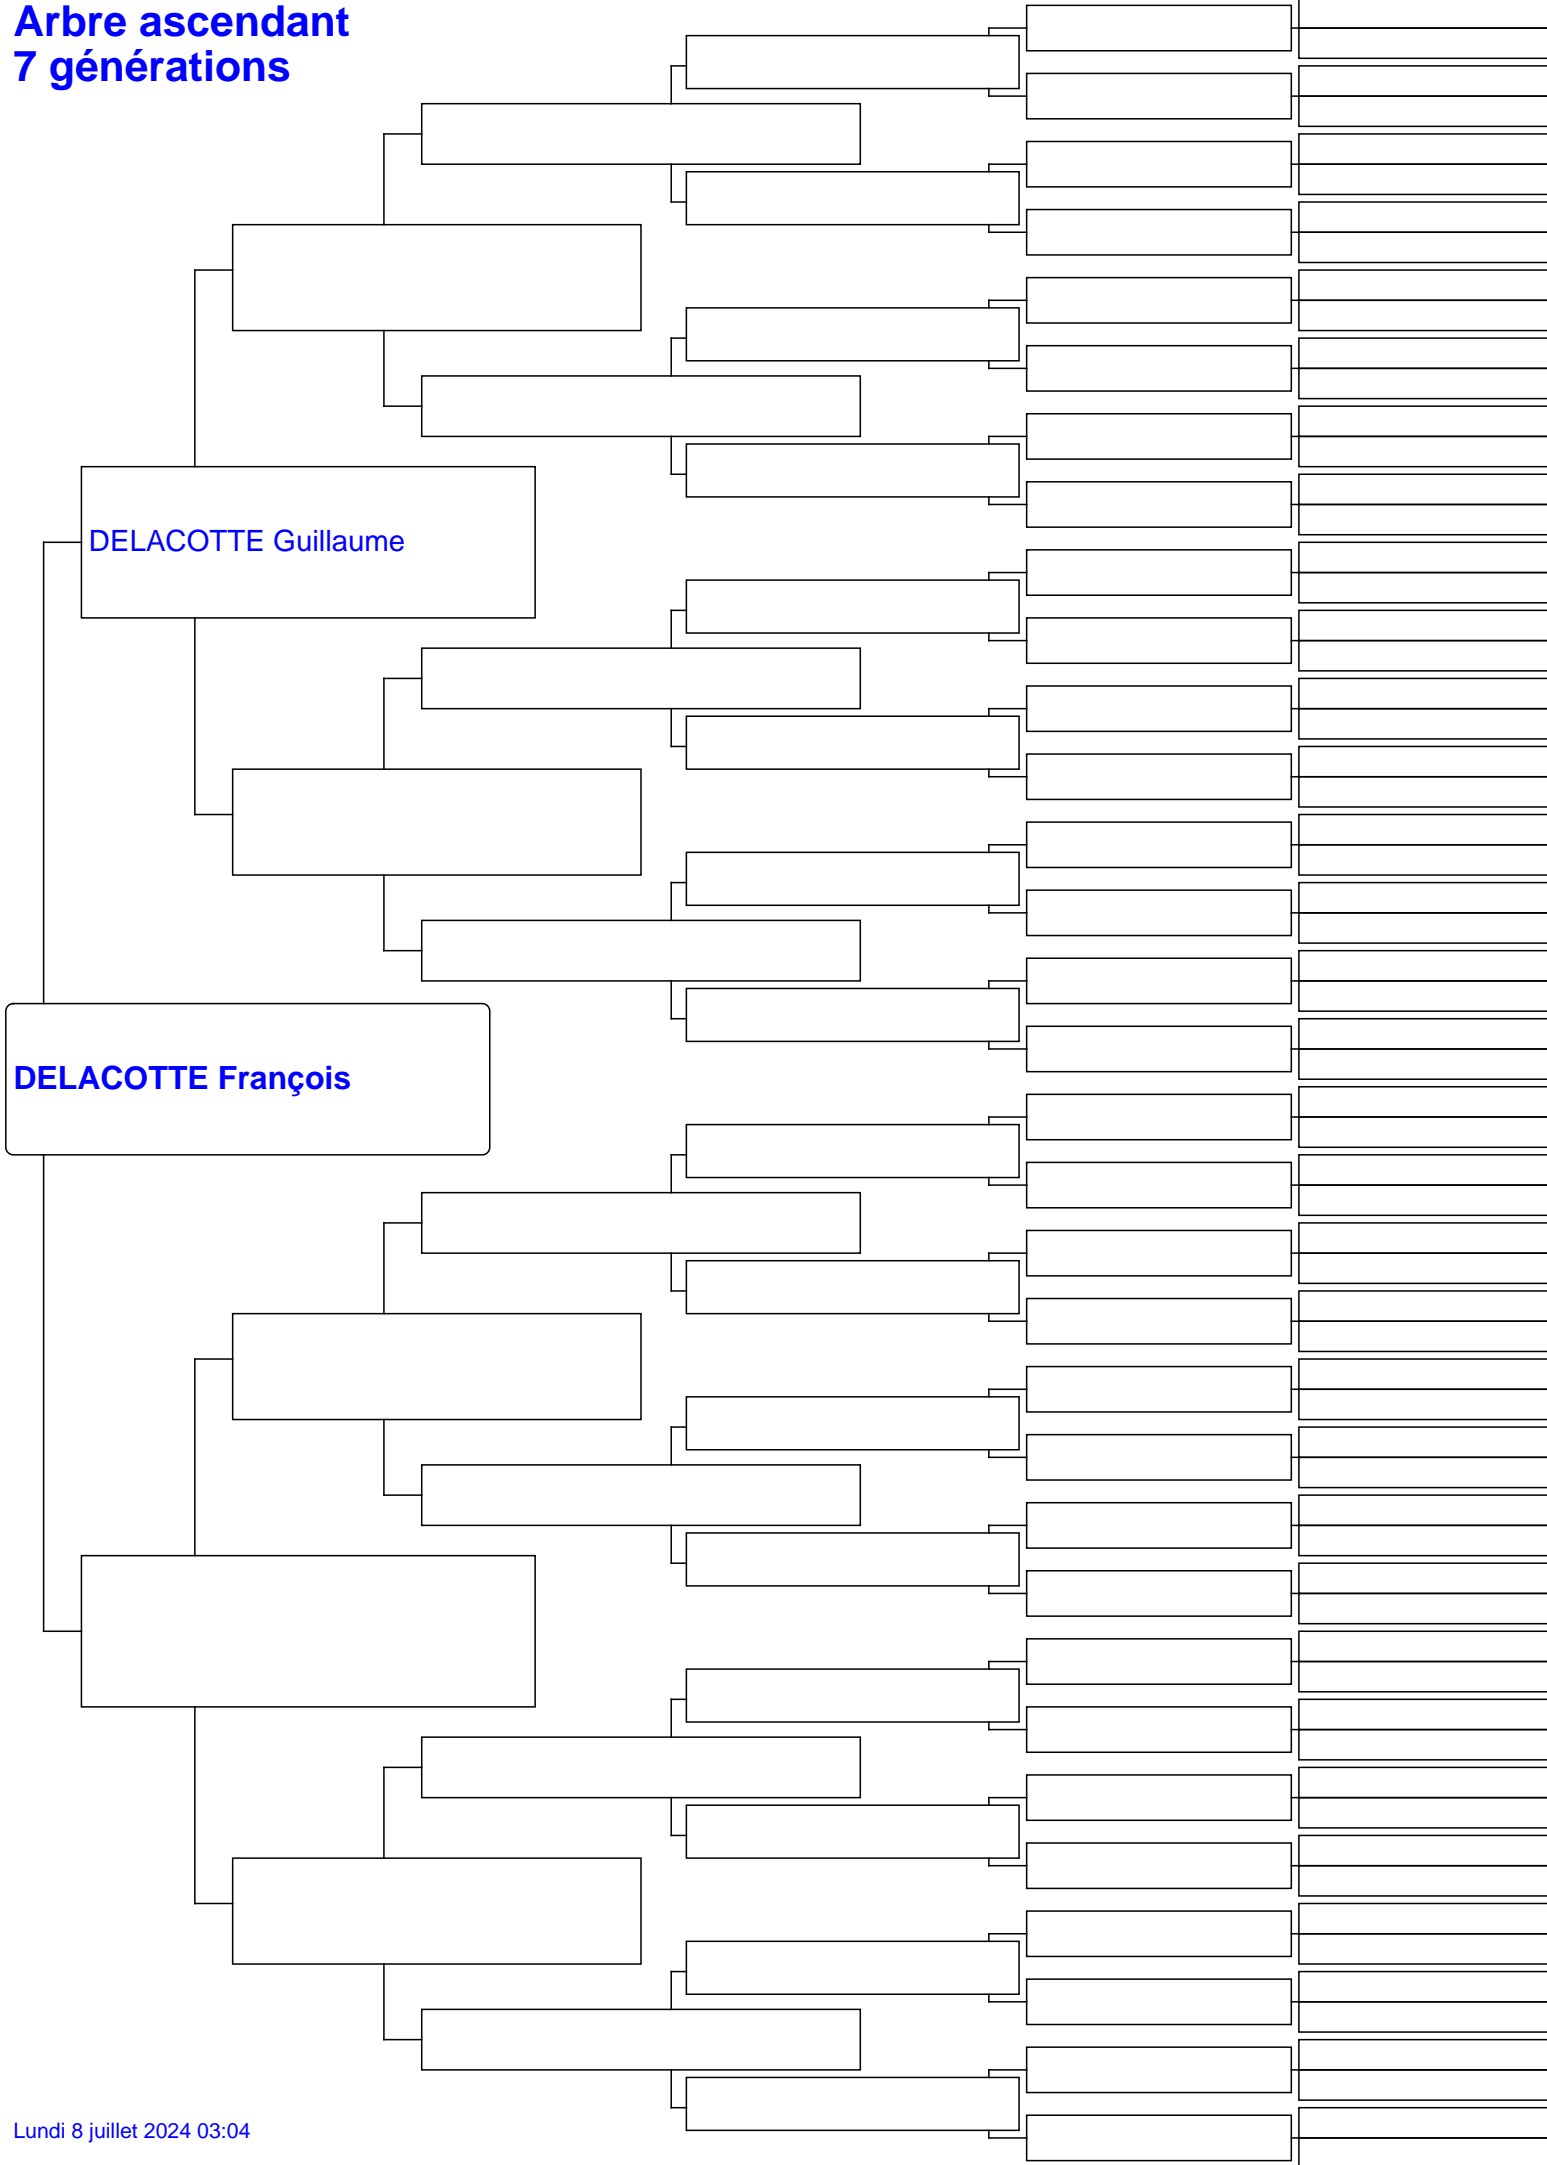 Arbre ascendant
7 générations
DELACOTTE Guillaume
DELACOTTE François
Lundi 8 juillet 2024 03:04